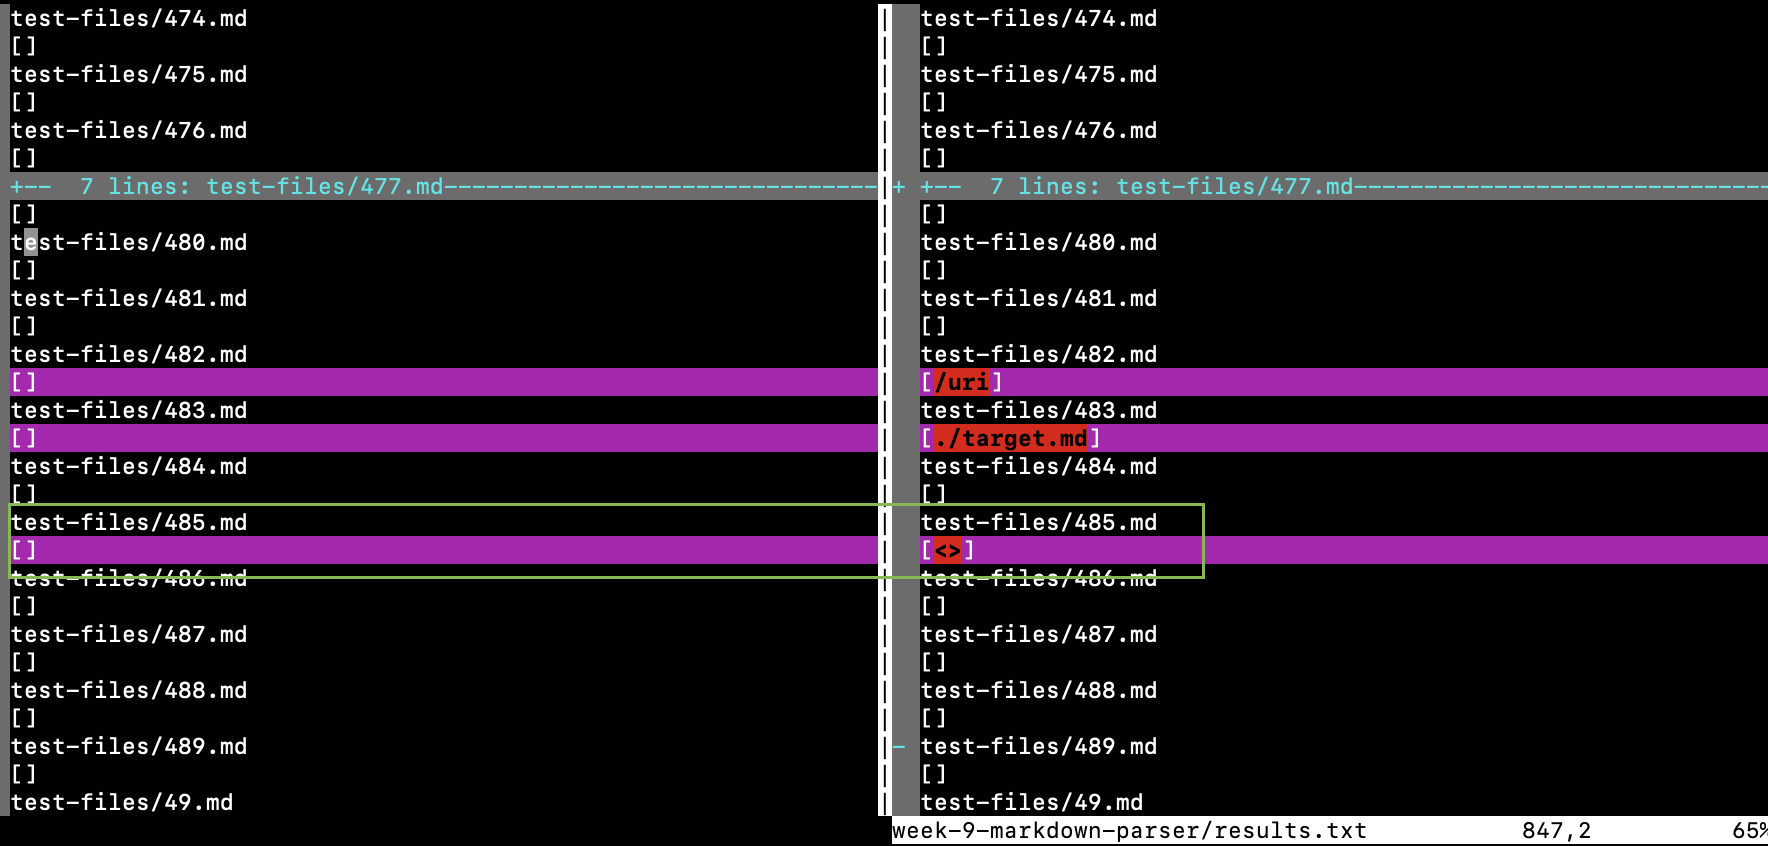 test-files/474.md
[]
test-files/475.md
[]
test-files/476.md
[]
+--  7 lines: test-files/477.md-------------------------------
[]
test-files/480.md
[]
test-files/481.md
[]
test-files/482.md
[]
test-files/483.md
[]
test-files/484.md
[]
test-files/485.md
[]
test-files/486.md
[]
test-files/487.md
[]
test-files/488.md
[]
test-files/489.md
[]
test-files/49.md
test-files/474.md
[]
test-files/475.md
[]
test-files/476.md
[]
+ +--  7 lines: test-files/477.md------------------------------
[]
test-files/480.md
[]
test-files/481.md
[]
test-files/482.md
[/uri]
test-files/483.md
[./target.md]
test-files/484.md
[]
test-files/485.md
[<>]
test-files/486.md
[]
test-files/487.md
[]
test-files/488.md
[]
- test-files/489.md
[]
test-files/49.md
week-9-markdown-parser/results.txt 847,2 65%